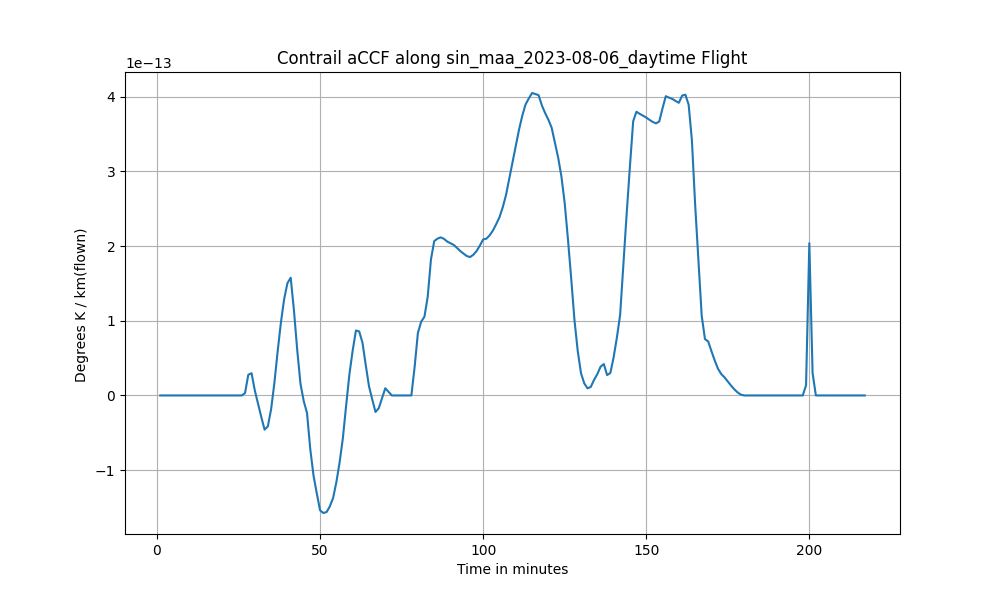 Contrail aCCF along sin_maa_2023-08-06_daytime Flight
1e−13
4
3
2
1
0
−1
Degrees K / km(flown)
0 50 100 150 200
Time in minutes